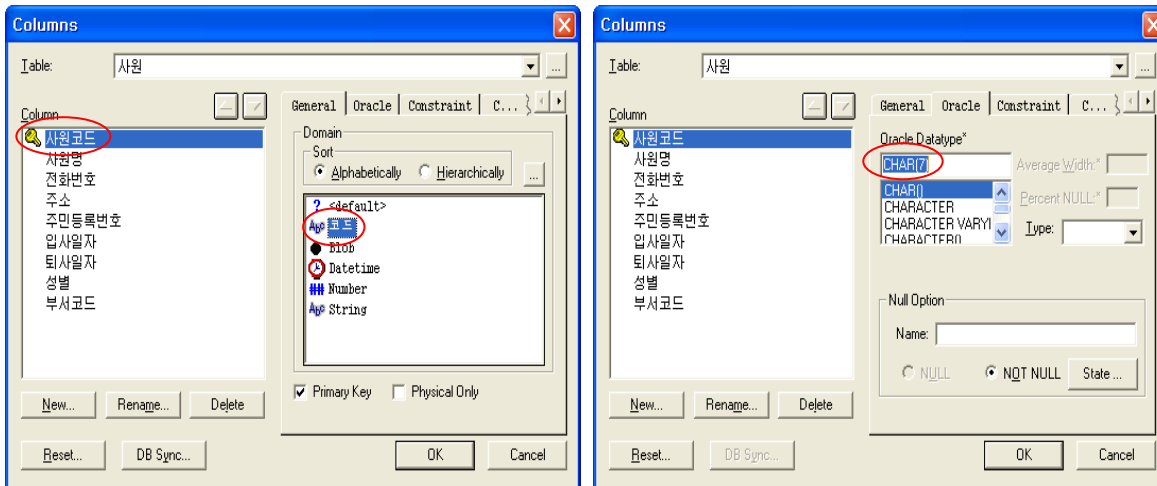 Columns
Table: 사원 ...
Column
사원코드
사원명
전화번호
주소
주민등록번호
입사일자
퇴사일자
성별
부서코드
New... Rename... Delete
Reset... DB Sync...
General Oracle Constraint C...
Domain
Sort
Alphabetically Hierarchically ...
? <default>
Abc 코드
Blob
Datetime
## Number
Abc String
Primary Key Physical Only
OK Cancel
Columns
Table: 사원 ...
Column
사원코드
사원명
전화번호
주소
주민등록번호
입사일자
퇴사일자
성별
부서코드
New... Rename... Delete
Reset... DB Sync...
General Oracle Constraint C...
Oracle Datatype*
CHAR(7) Average Width:*
CHAR()
CHARACTER Percent NULL:*
CHARACTER VARYI
CHARACTER() Type:
Null Option
Name:
NULL NOT NULL State ...
OK Cancel